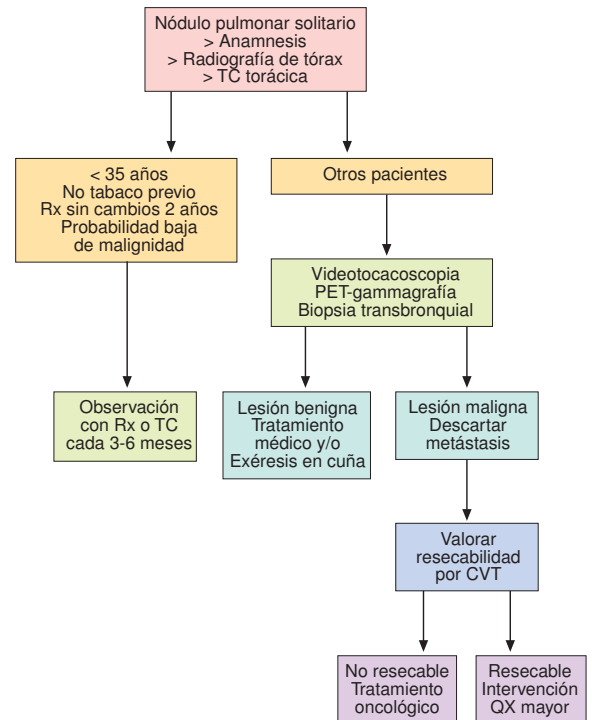 Nódulo pulmonar solitario
> Anamnesis
> Radiografía de tórax
> TC torácica
< 35 años
No tabaco previo
Rx sin cambios 2 años
Probabilidad baja
de malignidad
Otros pacientes
Videotocacoscopia
PET-gammagrafía
Biopsia transbronquial
Observación
con Rx o TC
cada 3-6 meses
Lesión benigna
Tratamiento
médico y/o
Exéresis en cuña
Lesión maligna
Descartar
metástasis
Valorar
resecabilidad
por CVT
No resecable
Tratamiento
oncológico
Resecable
Intervención
QX mayor